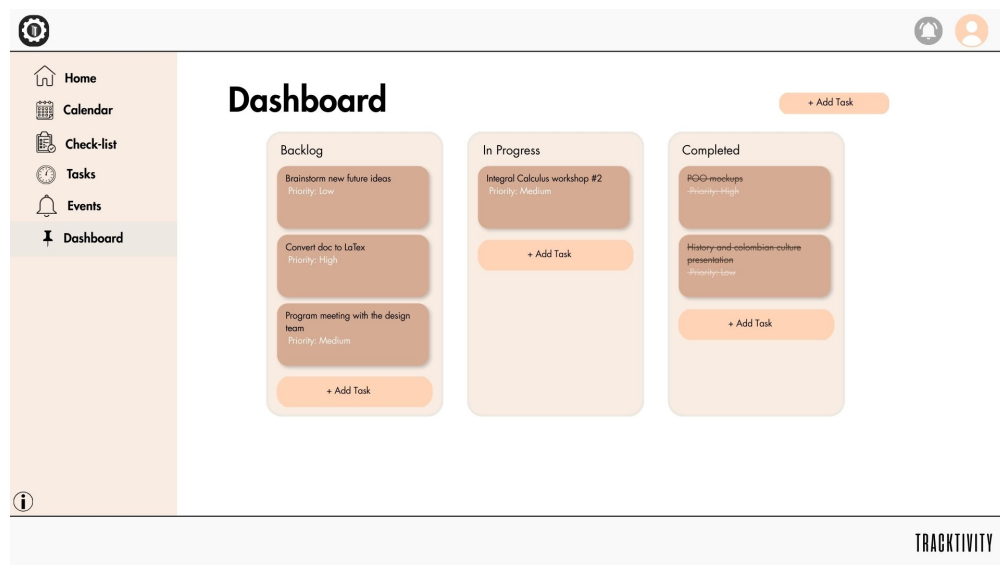 Home
Calendar
Check-list
Tasks
Events
Dashboard
Dashboard
+ Add Task
Backlog
Brainstorm new future ideas
Priority: Low
Convert doc to LaTex
Priority: High
Program meeting with the design
team
Priority: Medium
+ Add Task
In Progress
Integral Calculus workshop #2
Priority: Medium
+ Add Task
Completed
POO mockups
Priority: High
History and colombian culture
presentation
Priority: Low
+ Add Task
TRACKTIVITY